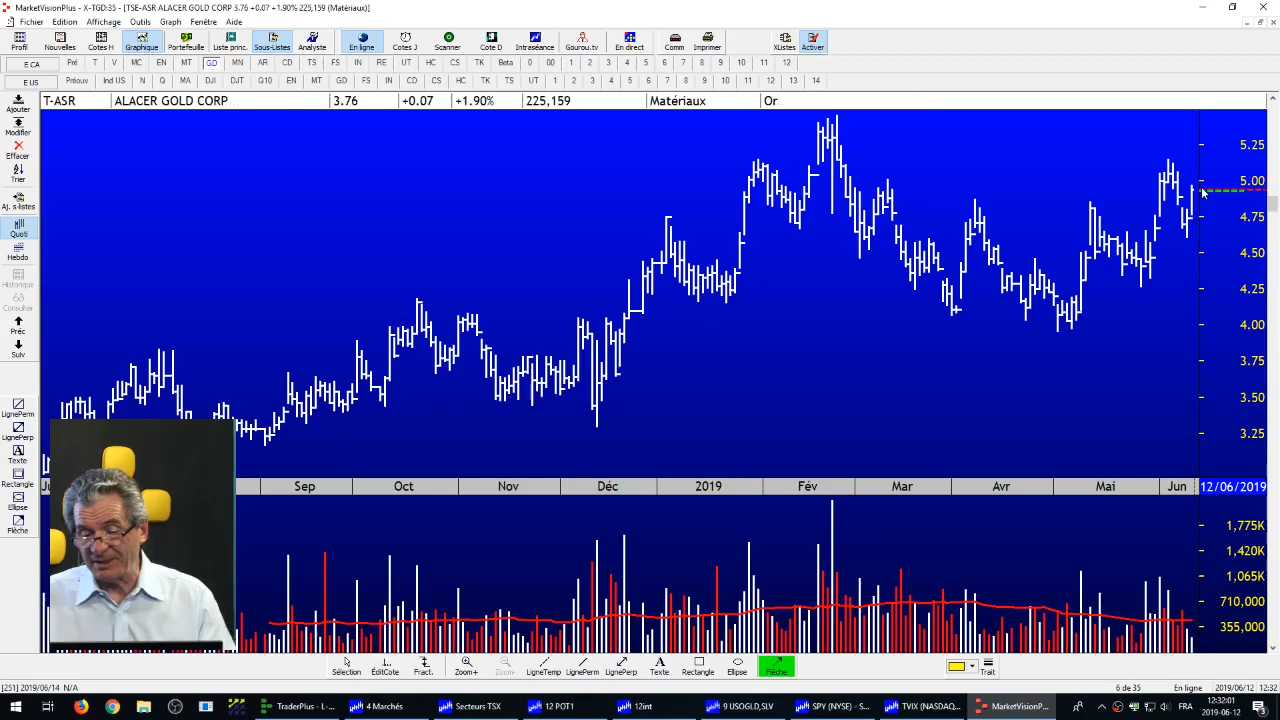 MarketVisionPlus - X-TGD:35 - [TSE-ASR ALACER GOLD CORP 3.76 +0.07 +1.90% 225,159 (Matériaux)]
Fichier Edition Affichage Outils Graph Fenêtre Aide
Profil Nouvelles Cotes H Graphique Portefeuille Liste princ. Sous-Listes Analyste En ligne Cotes J Scanner Cote D Intraséance Gourou.tv En direct Comm Imprimer XListes Activer
E CA Pré T V MC EN MT GD MN AR CD TS FS IN RE UT HC CS HC TK TS Beta 0 00 1 2 3 4 5 6 7 8 9 10 11 12
E US Préouv Ind US N Q MA DJI DJT Q10 EN MT GD FS IN CD CS HC TK TS UT 1 2 3 4 5 6 7 8 9 10 11 12 13 14
T-ASR ALACER GOLD CORP 3.76 +0.07 +1.90% 225,159 Matériaux Or
Ajouter
Modifier
Effacer
Trier
Aj. s-listes
Quoti
Hebdo
Historique
Consulter
Préc
Suiv
LignePerm
LignePerp
Texte
Rectangle
Ellipse
Flèche
5.25
5.00
4.75
4.50
4.25
4.00
3.75
3.50
3.25
Sep Oct Nov Déc 2019 Fév Mar Avr Mai Jun 12/06/2019
1,775K
1,420K
1,065K
710,000
355,000
Sélection ÉditCote Fract. Zoom+ Zoom- LigneTemp LignePerm LignePerp Texte Rectangle Elipse Flèche Trait
[251] 2019/06/14 N/A 6 de 35 En ligne 2019/06/12 12:32
TraderPlus - L-... 4 Marchés Secteurs TSX 12 POT1 12int 9 USOGLD,SLV SPY (NYSE) - S... TVIX (NASDAQ... MarketVisionP... FRA 12:32:01
2019-06-12
3